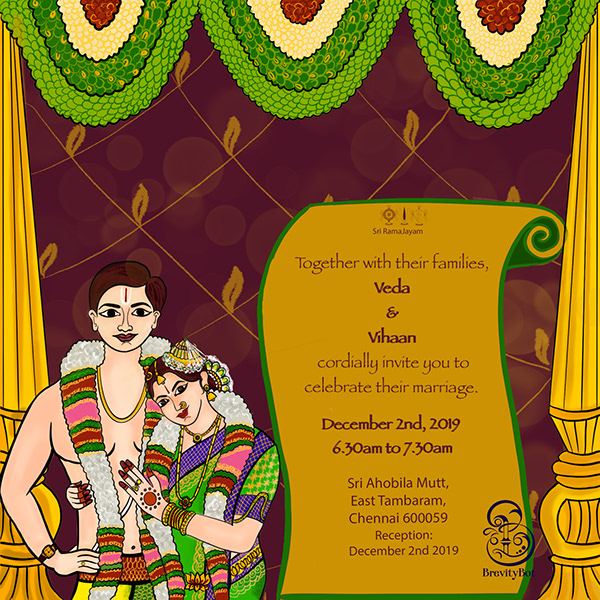 Sri RamaJayam
Together with their families,
Veda
&
Vihaan
cordially invite you to
celebrate their marriage.
December 2nd, 2019
6.30am to 7.30am
Sri Ahobila Mutt,
East Tambaram,
Chennai 600059
Reception:
December 2nd 2019
BrevityBot